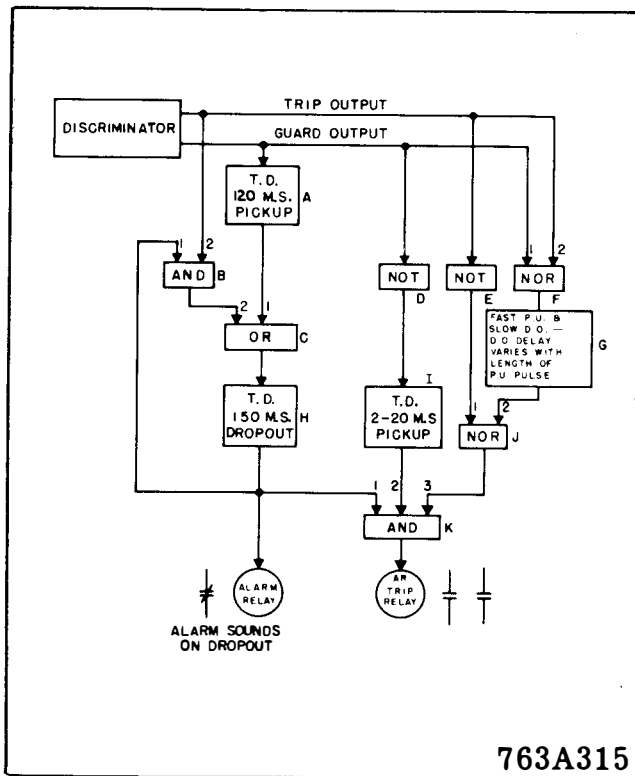 TRIP OUTPUT
DISCRIMINATOR
GUARD OUTPUT
T.D.
120 M.S.
PICKUP
A
1
2
AND
B
2
1
OR
C
T.D.
150 M.S.
DROPOUT
H
NOT
D
NOT
E
1
2
NOR
F
FAST P.U. &
SLOW D.O. —
D.O DELAY
VARIES WITH
LENGTH OF
P.U PULSE
G
I
T.D.
2-20 M.S
PICKUP
1
2
NOR
J
1
2
3
AND
K
ALARM
RELAY
AR
TRIP
RELAY
ALARM SOUNDS
ON DROPOUT
763A315